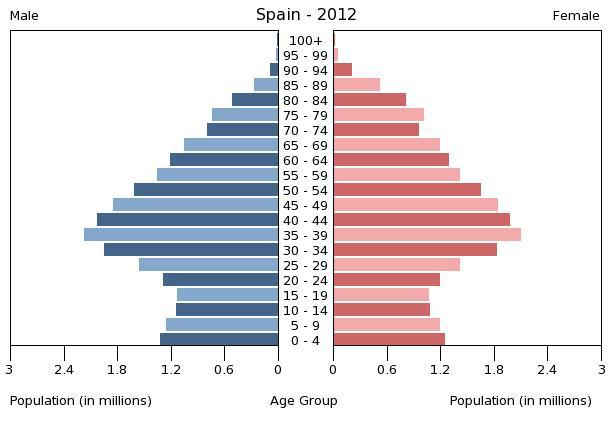 Male Spain - 2012 Female
100+
95 - 99
90 - 94
85 - 89
80 - 84
75 - 79
70 - 74
65 - 69
60 - 64
55 - 59
50 - 54
45 - 49
40 - 44
35 - 39
30 - 34
25 - 29
20 - 24
15 - 19
10 - 14
5 - 9
0 - 4
3 2.4 1.8 1.2 0.6 0 0 0.6 1.2 1.8 2.4 3
Population (in millions) Age Group Population (in millions)